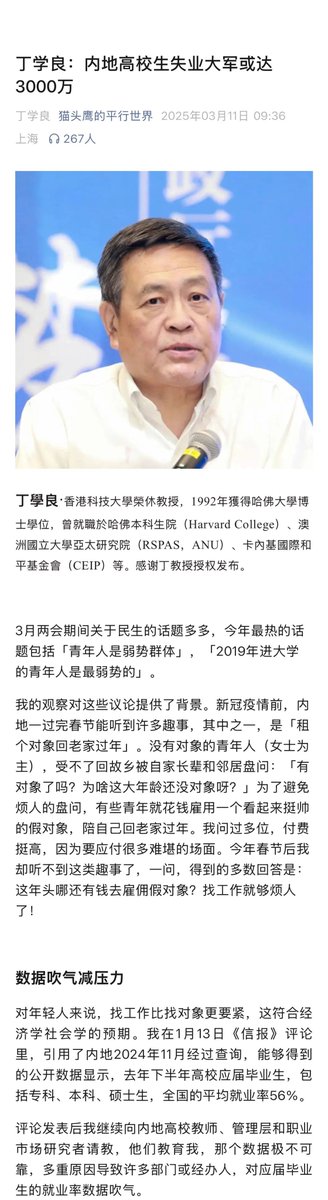 丁学良：内地高校生失业大军或达
3000万
丁学良 猫头鹰的平行世界 2025年03月11日 09:36
上海 267人
丁學良·香港科技大學榮休教授，1992年獲得哈佛大學博
士學位，曾就職於哈佛本科生院（Harvard College）、澳
洲國立大學亞太研究院（RSPAS，ANU）、卡內基國際和
平基金會（CEIP）等。感谢丁教授授权发布。
3月两会期间关于民生的话题多多，今年最热的话
题包括「青年人是弱势群体」，「2019年进大学
的青年人是最弱势的」。
我的观察对这些议论提供了背景。新冠疫情前，内
地一过完春节能听到许多趣事，其中之一，是「租
个对象回老家过年」。没有对象的青年人（女士为
主），受不了回故乡被自家长辈和邻居盘问：「有
对象了吗？为啥这大年龄还没对象呀？」为了避免
烦人的盘问，有些青年就花钱雇用一个看起来挺帅
的假对象，陪自己回老家过年。我问过多位，付费
挺高，因为要应付很多难堪的场面。今年春节后我
却听不到这类趣事了，一问，得到的多数回答是：
这年头哪还有钱去雇佣假对象？找工作就够烦人
了！
数据吹气减压力
对年轻人来说，找工作比找对象更要紧，这符合经
济学社会学的预期。我在1月13日《信报》评论
里，引用了内地2024年11月经过查询，能够得到
的公开数据显示，去年下半年高校应届毕业生，包
括专科、本科、硕士生，全国的平均就业率56%。
评论发表后我继续向内地高校教师、管理层和职业
市场研究者请教，他们教育我，那个数据极不可
靠，多重原因导致许多部门或经办人，对应届毕业
生的就业率数据吹气。